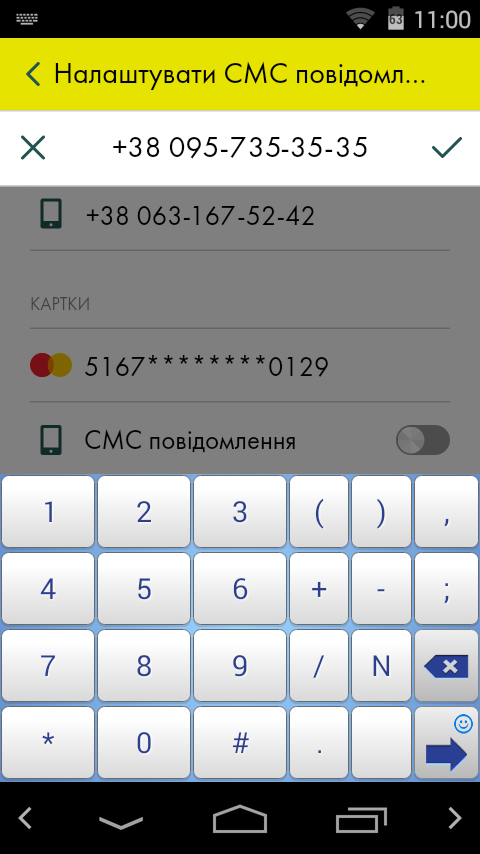 63 11:00
Налаштувати СМС повідомл...
+38 095-735-35-35
+38 063-167-52-42
КАРТКИ
5167********0129
СМС повідомлення
1 2 3 ( ) ,
4 5 6 + - ;
7 8 9 / N
* 0 # .